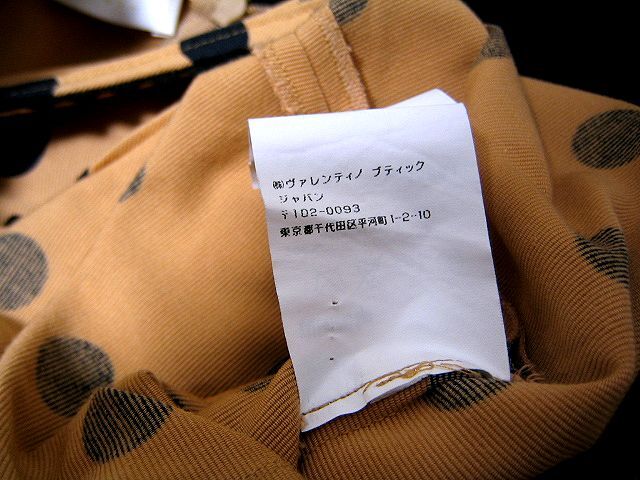 ㈱ヴァレンティノ ブティック
ジャパン
〒102-0093
東京都千代田区平河町1-2-10